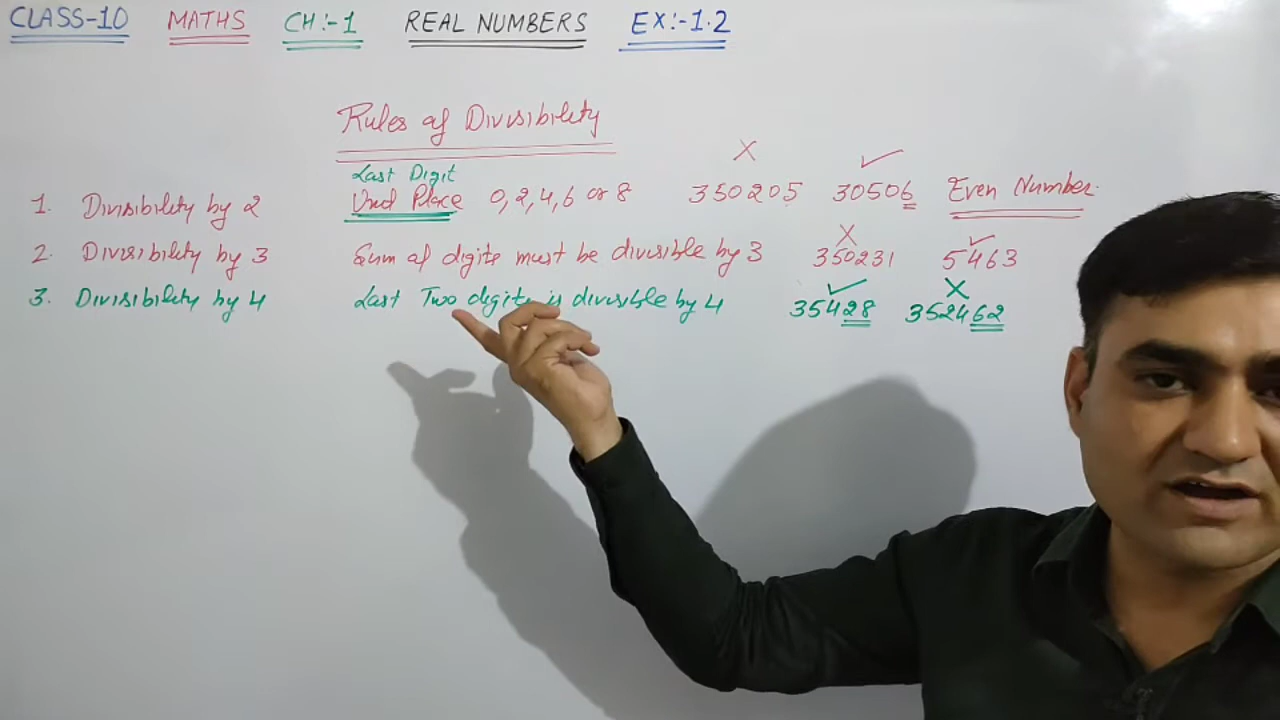 CLASS-10 MATHS CH:-1 REAL NUMBERS EX:-1.2
Rules of Divisibility
Last Digit
1. Divisibility by 2 Unit Place 0, 2, 4, 6 or 8 350205 X 30506 ✓ Even Number.
2. Divisibility by 3 Sum of digits must be divisible by 3 350231 X 5463 ✓
3. Divisibility by 4 Last Two digits is divisible by 4 35428 ✓ 352462 X